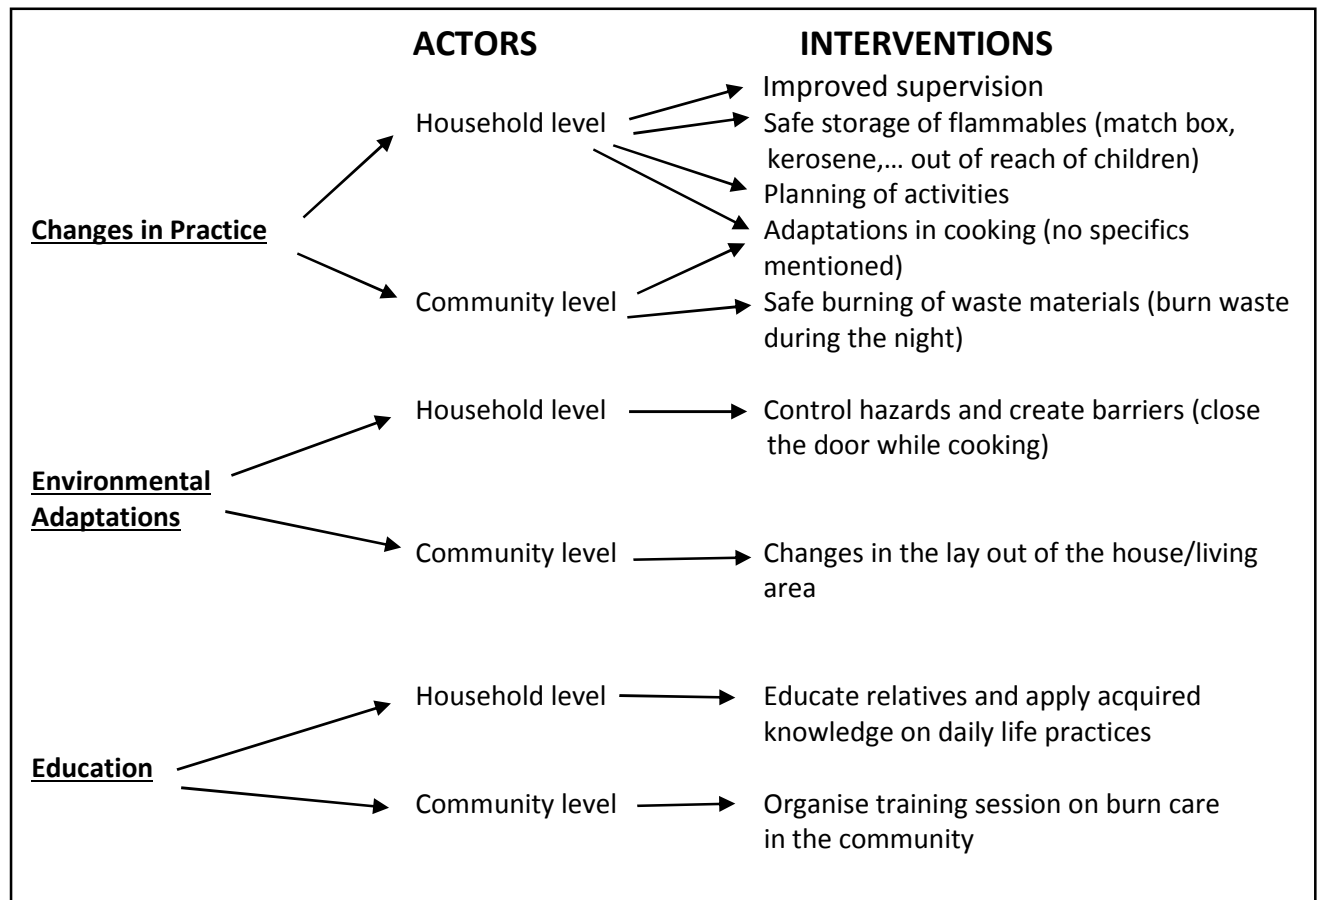 ACTORS INTERVENTIONS
Improved supervision
Household level Safe storage of flammables (match box,
kerosene,... out of reach of children)
Planning of activities
Changes in Practice Adaptations in cooking (no specifics
mentioned)
Community level Safe burning of waste materials (burn waste
during the night)
Household level Control hazards and create barriers (close
the door while cooking)
Environmental
Adaptations
Community level Changes in the lay out of the house/living
area
Household level Educate relatives and apply acquired
knowledge on daily life practices
Education
Community level Organise training session on burn care
in the community